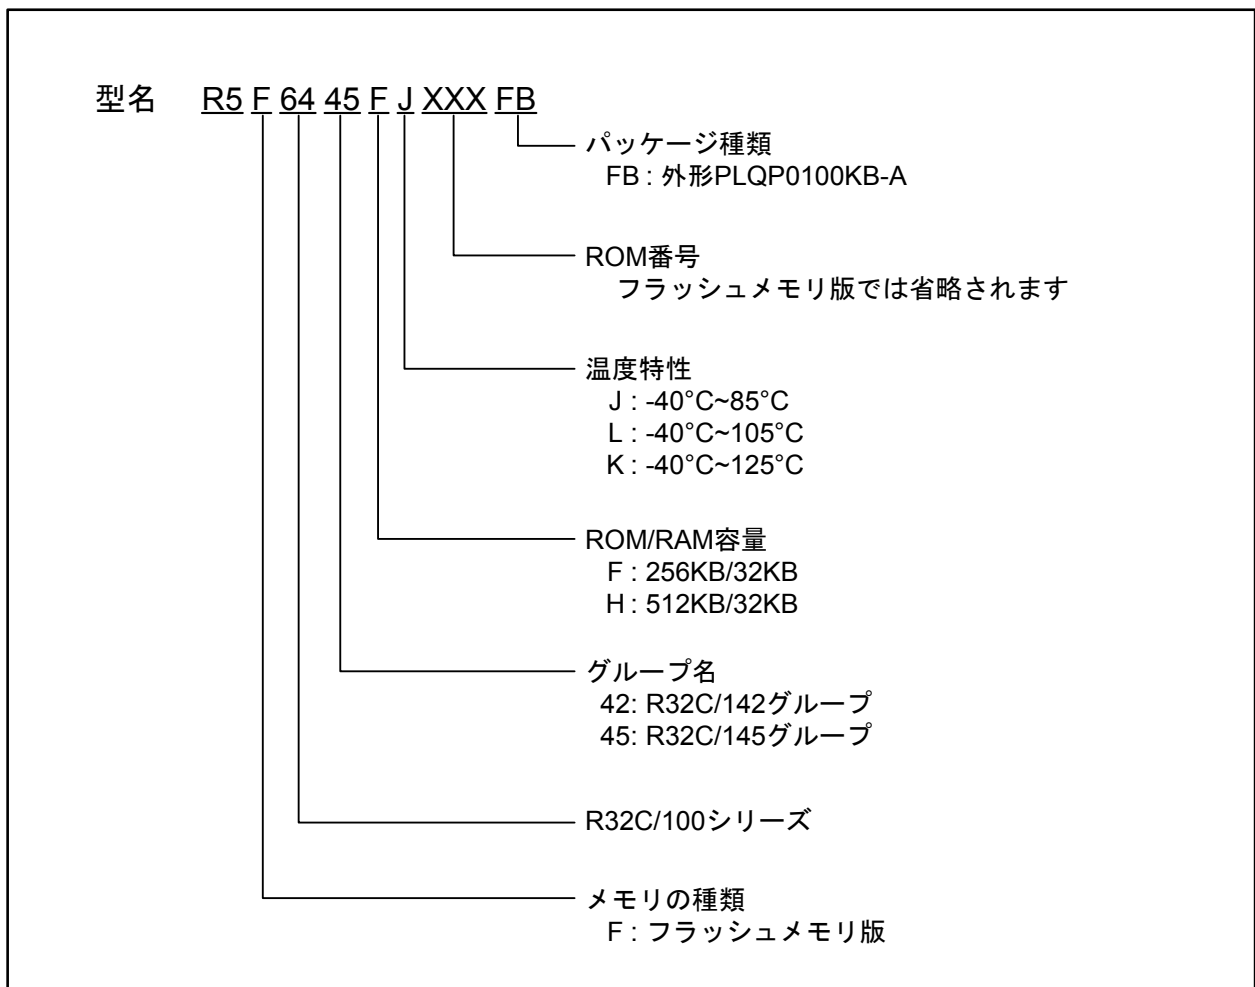 型名 R5 F 64 45 F J XXX FB
パッケージ種類
FB : 外形PLQP0100KB-A
ROM番号
フラッシュメモリ版では省略されます
温度特性
J : -40°C~85°C
L : -40°C~105°C
K : -40°C~125°C
ROM/RAM容量
F : 256KB/32KB
H : 512KB/32KB
グループ名
42: R32C/142グループ
45: R32C/145グループ
R32C/100シリーズ
メモリの種類
F : フラッシュメモリ版